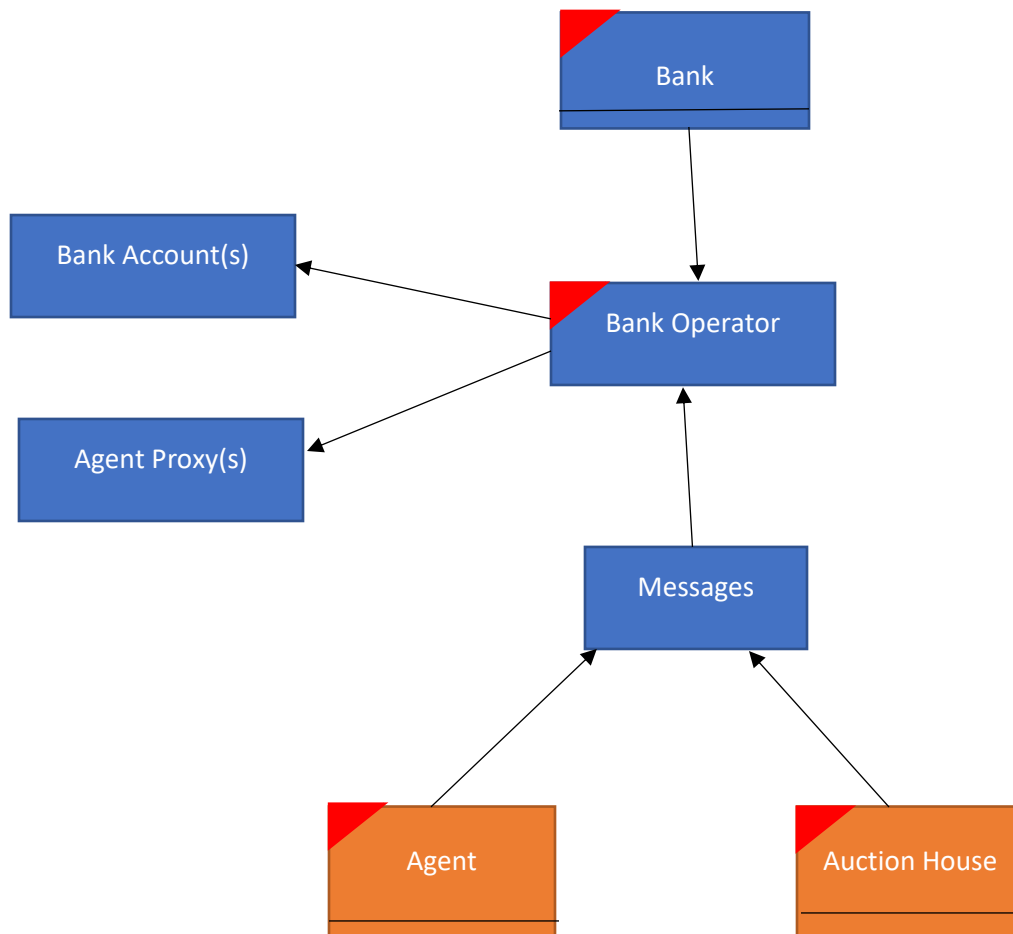 Bank
Bank Account(s)
Bank Operator
Agent Proxy(s)
Messages
Agent
Auction House